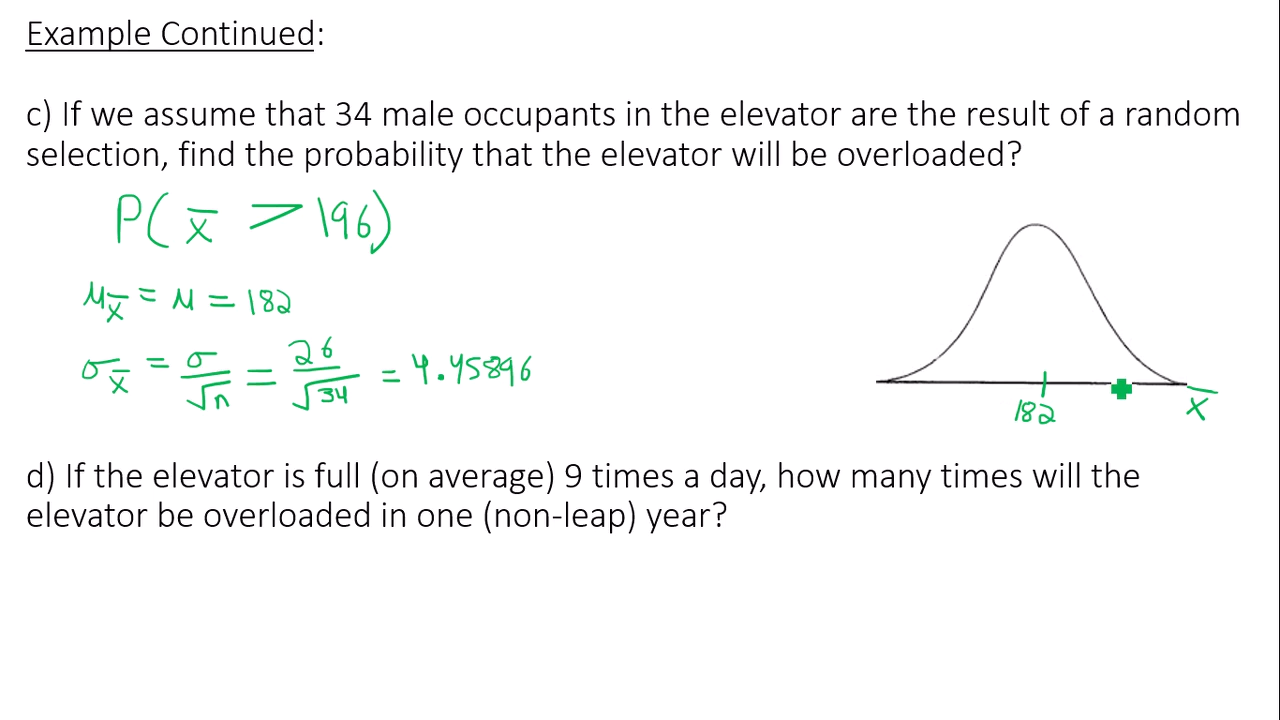 Example Continued:
c) If we assume that 34 male occupants in the elevator are the result of a random
selection, find the probability that the elevator will be overloaded?
P( x̄ > 196)
μx̄ = μ = 182
σx̄ = σ/√n = 26/√34 = 4.45896
182
x̄
d) If the elevator is full (on average) 9 times a day, how many times will the
elevator be overloaded in one (non-leap) year?